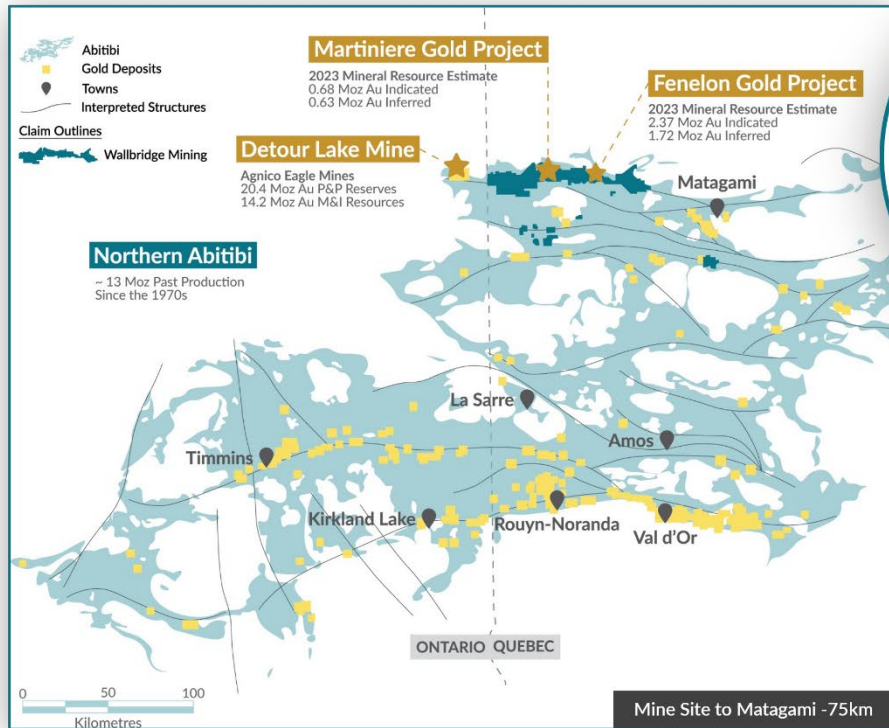 Abitibi
Gold Deposits
Towns
Interpreted Structures
Claim Outlines
Wallbridge Mining
Martiniere Gold Project
2023 Mineral Resource Estimate
0.68 Moz Au Indicated
0.63 Moz Au Inferred
Fenelon Gold Project
2023 Mineral Resource Estimate
2.37 Moz Au Indicated
1.72 Moz Au Inferred
Detour Lake Mine
Agnico Eagle Mines
20.4 Moz Au P&P Reserves
14.2 Moz Au M&I Resources
Matagami
Northern Abitibi
~ 13 Moz Past Production
Since the 1970s
La Sarre
Amos
Timmins
Kirkland Lake
Rouyn-Noranda
Val d'Or
ONTARIO QUEBEC
0 50 100
Kilometres
Mine Site to Matagami -75km